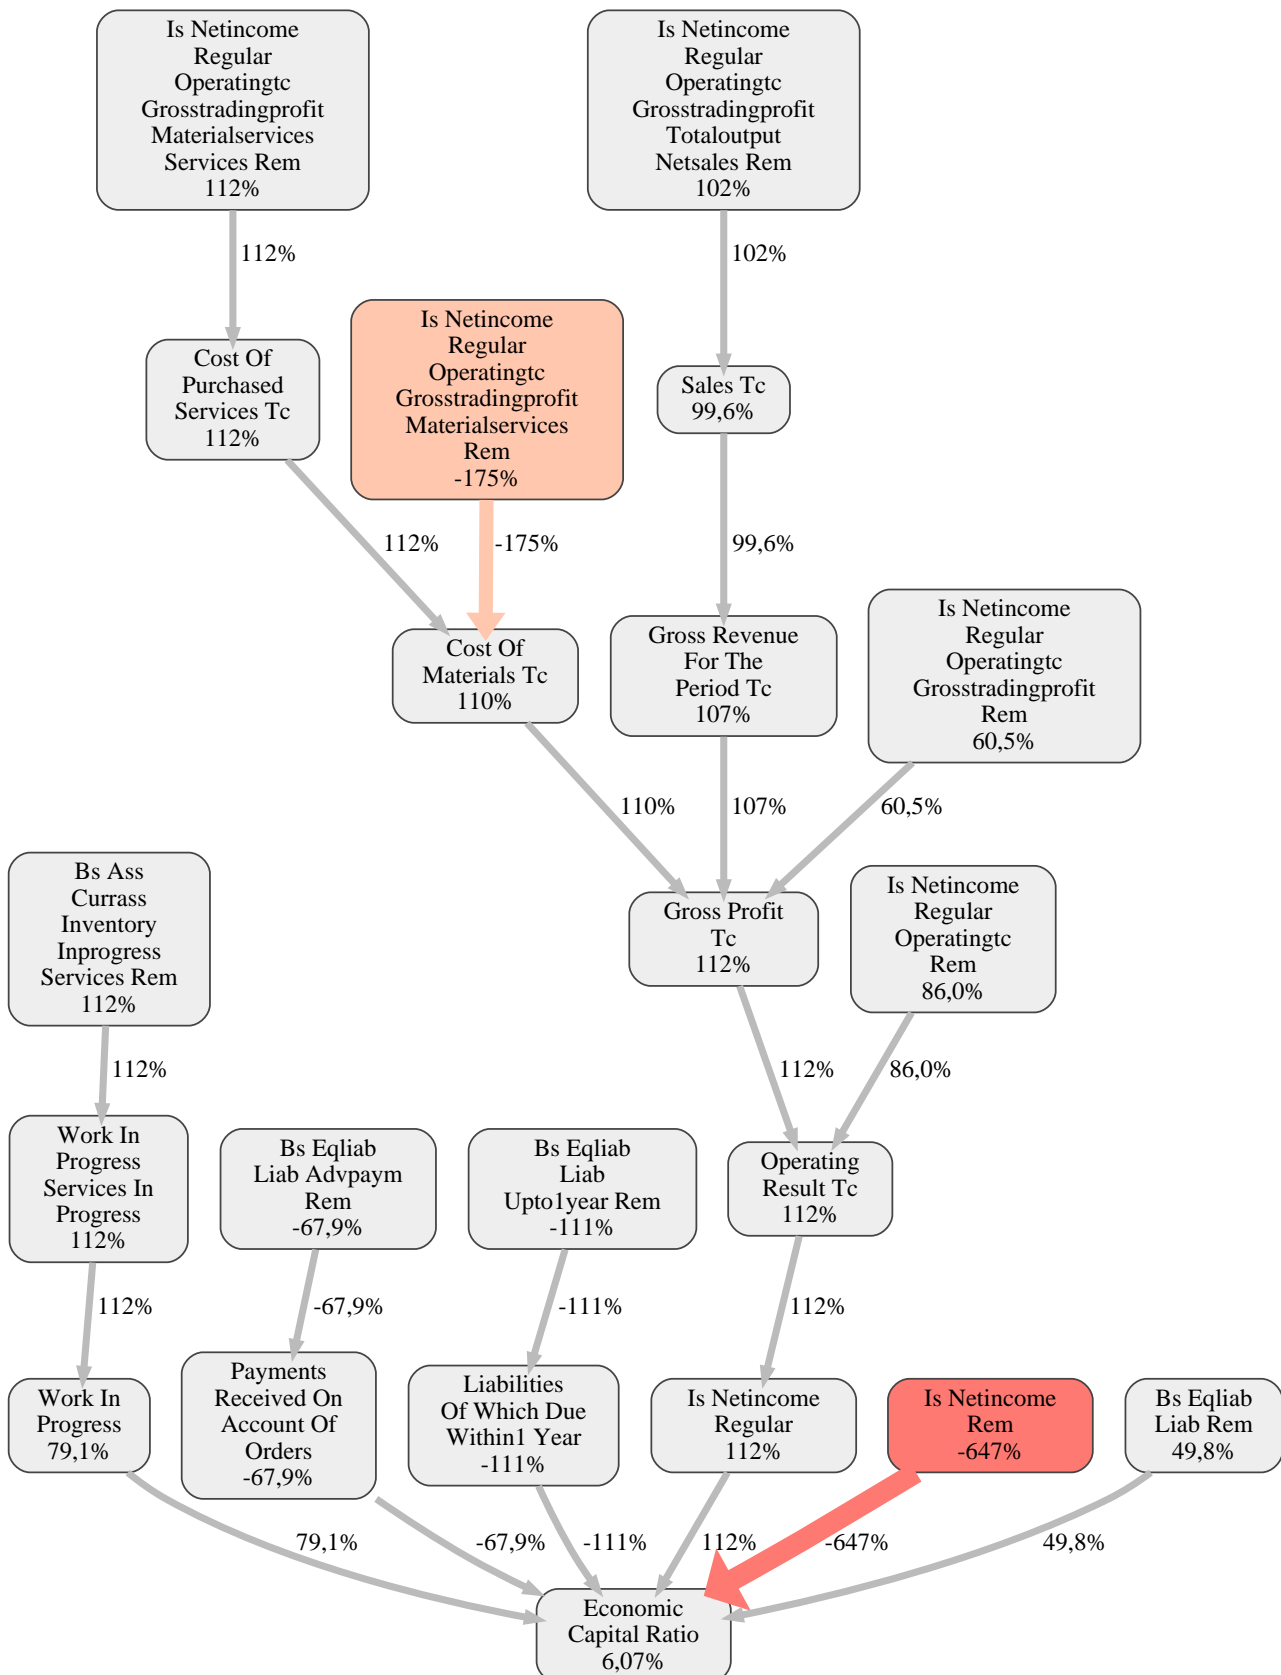 Is Netincome
Regular
Operatingtc
Grosstradingprofit
Materialservices
Services Rem
112%
Is Netincome
Regular
Operatingtc
Grosstradingprofit
Totaloutput
Netsales Rem
102%
112%
102%
Is Netincome
Regular
Operatingtc
Grosstradingprofit
Materialservices
Rem
-175%
Cost Of
Purchased
Services Tc
112%
Sales Tc
99,6%
112%
-175%
99,6%
Is Netincome
Regular
Operatingtc
Grosstradingprofit
Rem
60,5%
Cost Of
Materials Tc
110%
Gross Revenue
For The
Period Tc
107%
110%
107%
60,5%
Bs Ass
Currass
Inventory
Inprogress
Services Rem
112%
Gross Profit
Tc
112%
Is Netincome
Regular
Operatingtc
Rem
86,0%
112%
112%
86,0%
Work In
Progress
Services In
Progress
112%
Bs Eqliab
Liab Advpaym
Rem
-67,9%
Bs Eqliab
Liab
Upto1year Rem
-111%
Operating
Result Tc
112%
112%
-67,9%
-111%
112%
Work In
Progress
79,1%
Payments
Received On
Account Of
Orders
-67,9%
Liabilities
Of Which Due
Within1 Year
-111%
Is Netincome
Regular
112%
Is Netincome
Rem
-647%
Bs Eqliab
Liab Rem
49,8%
79,1%
-67,9%
-111%
112%
-647%
49,8%
Economic
Capital Ratio
6,07%